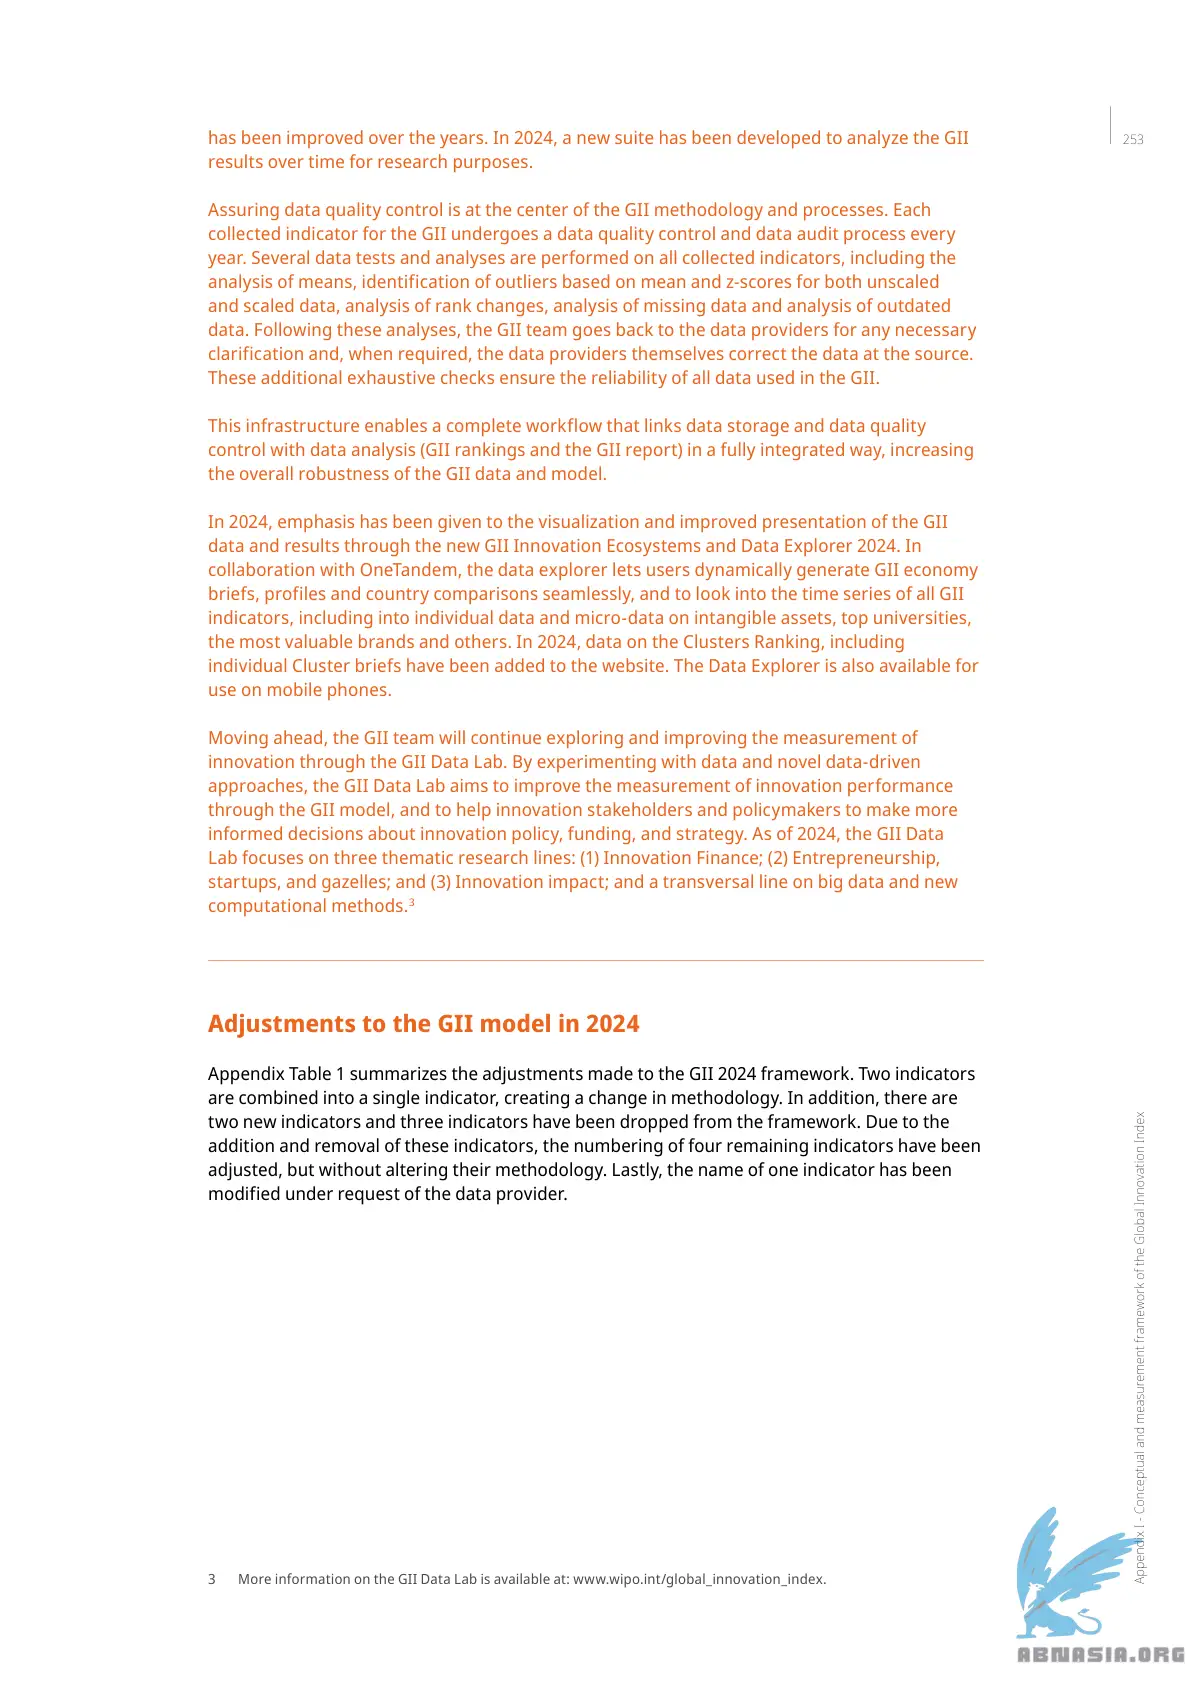 has been improved over the years. In 2024, a new suite has been developed to analyze the GII
results over time for research purposes.
Assuring data quality control is at the center of the GII methodology and processes. Each
collected indicator for the GII undergoes a data quality control and data audit process every
year. Several data tests and analyses are performed on all collected indicators, including the
analysis of means, identification of outliers based on mean and z-scores for both unscaled
and scaled data, analysis of rank changes, analysis of missing data and analysis of outdated
data. Following these analyses, the GII team goes back to the data providers for any necessary
clarification and, when required, the data providers themselves correct the data at the source.
These additional exhaustive checks ensure the reliability of all data used in the GII.
This infrastructure enables a complete workflow that links data storage and data quality
control with data analysis (GII rankings and the GII report) in a fully integrated way, increasing
the overall robustness of the GII data and model.
In 2024, emphasis has been given to the visualization and improved presentation of the GII
data and results through the new GII Innovation Ecosystems and Data Explorer 2024. In
collaboration with OneTandem, the data explorer lets users dynamically generate GII economy
briefs, profiles and country comparisons seamlessly, and to look into the time series of all GII
indicators, including into individual data and micro-data on intangible assets, top universities,
the most valuable brands and others. In 2024, data on the Clusters Ranking, including
individual Cluster briefs have been added to the website. The Data Explorer is also available for
use on mobile phones.
Moving ahead, the GII team will continue exploring and improving the measurement of
innovation through the GII Data Lab. By experimenting with data and novel data-driven
approaches, the GII Data Lab aims to improve the measurement of innovation performance
through the GII model, and to help innovation stakeholders and policymakers to make more
informed decisions about innovation policy, funding, and strategy. As of 2024, the GII Data
Lab focuses on three thematic research lines: (1) Innovation Finance; (2) Entrepreneurship,
startups, and gazelles; and (3) Innovation impact; and a transversal line on big data and new
computational methods.3
Adjustments to the GII model in 2024
Appendix Table 1 summarizes the adjustments made to the GII 2024 framework. Two indicators
are combined into a single indicator, creating a change in methodology. In addition, there are
two new indicators and three indicators have been dropped from the framework. Due to the
addition and removal of these indicators, the numbering of four remaining indicators have been
adjusted, but without altering their methodology. Lastly, the name of one indicator has been
modified under request of the data provider.
3 More information on the GII Data Lab is available at: www.wipo.int/global_innovation_index.
253
Appendix I - Conceptual and measurement framework of the Global Innovation Index
ABNASIA.ORG